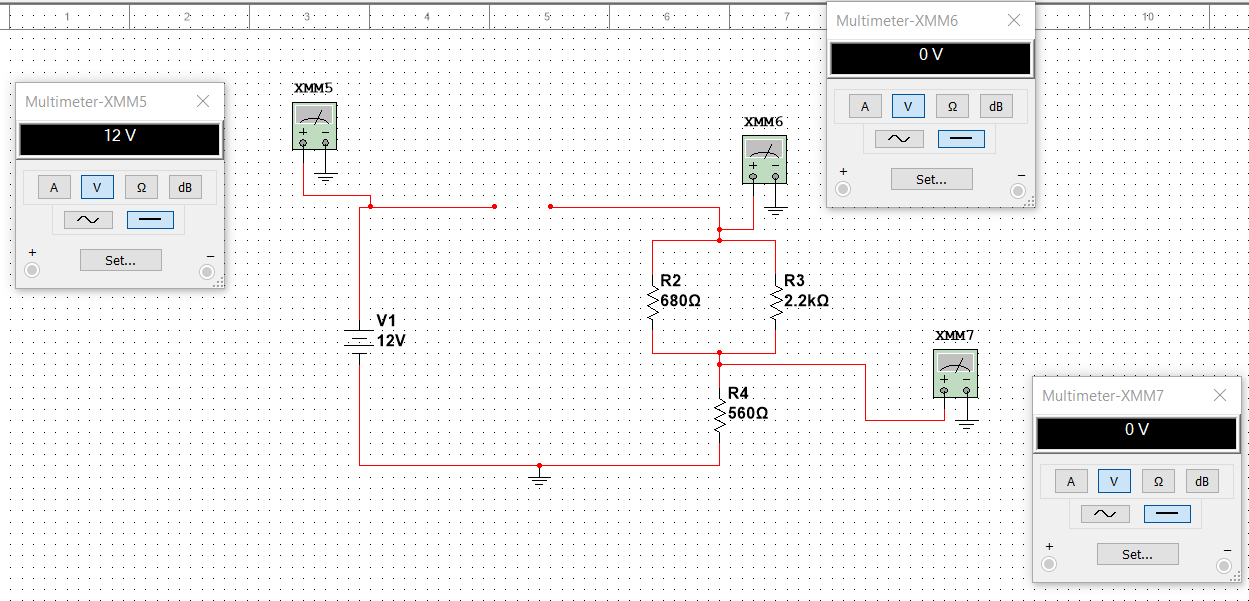 1 2 3 4 5 6 7 10
Multimeter-XMM5
12 V
A V Ω dB
Set...
+ −
XMM5
+ −
XMM6
+ −
Multimeter-XMM6
0 V
A V Ω dB
Set...
+ −
V1
12V
R2
680Ω
R3
2.2kΩ
R4
560Ω
XMM7
+ −
Multimeter-XMM7
0 V
A V Ω dB
Set...
+ −